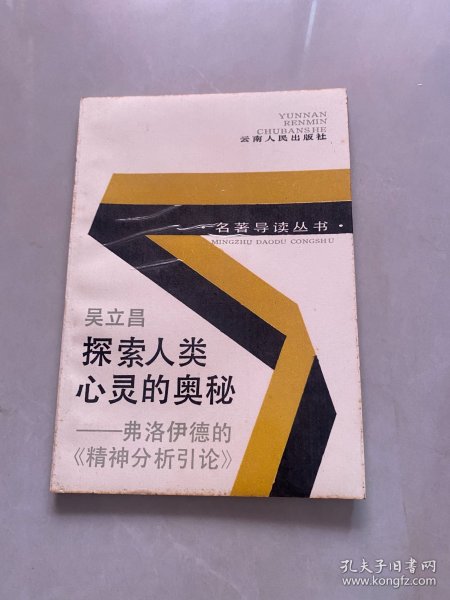 YUNNAN
RENMIN
CHUBANSHE
云南人民出版社
·名著导读丛书·
MINGZHU DAODU CONGSHU
吴立昌
探索人类
心灵的奥秘
——弗洛伊德的
《精神分析引论》
孔夫子旧书网
www.kongfz.com